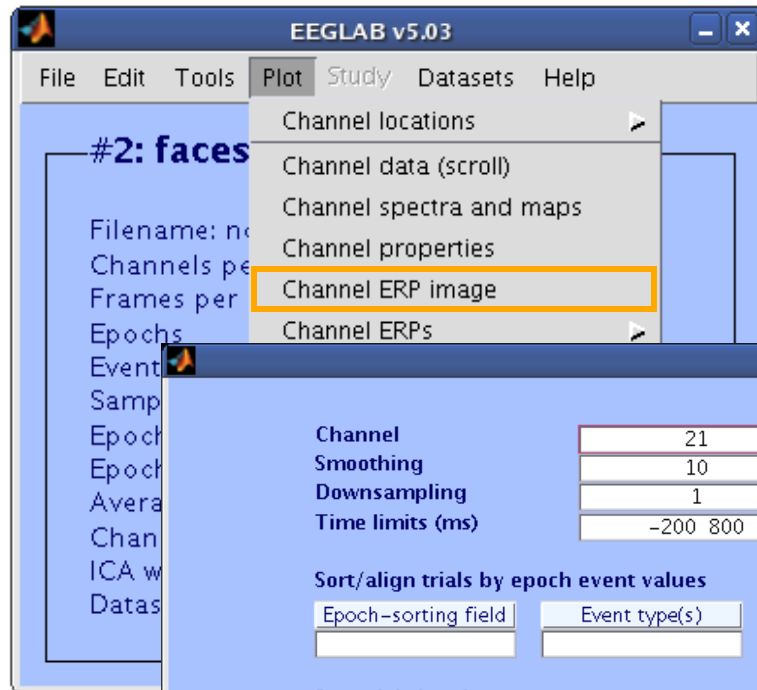 EEGLAB v5.03
File Edit Tools Plot Study Datasets Help
Channel locations
#2: faces
Channel data (scroll)
Channel spectra and maps
Filename:
Channel properties
Channels
Channel ERP image
Frames per
Channel ERPs
Epochs
Event
Samp
Epoch
Channel 21
Epoch
Smoothing 10
Avera
Downsampling 1
Chan
Time limits (ms) -200 800
ICA w
Sort/align trials by epoch event values
Datas
Epoch-sorting field Event type(s)